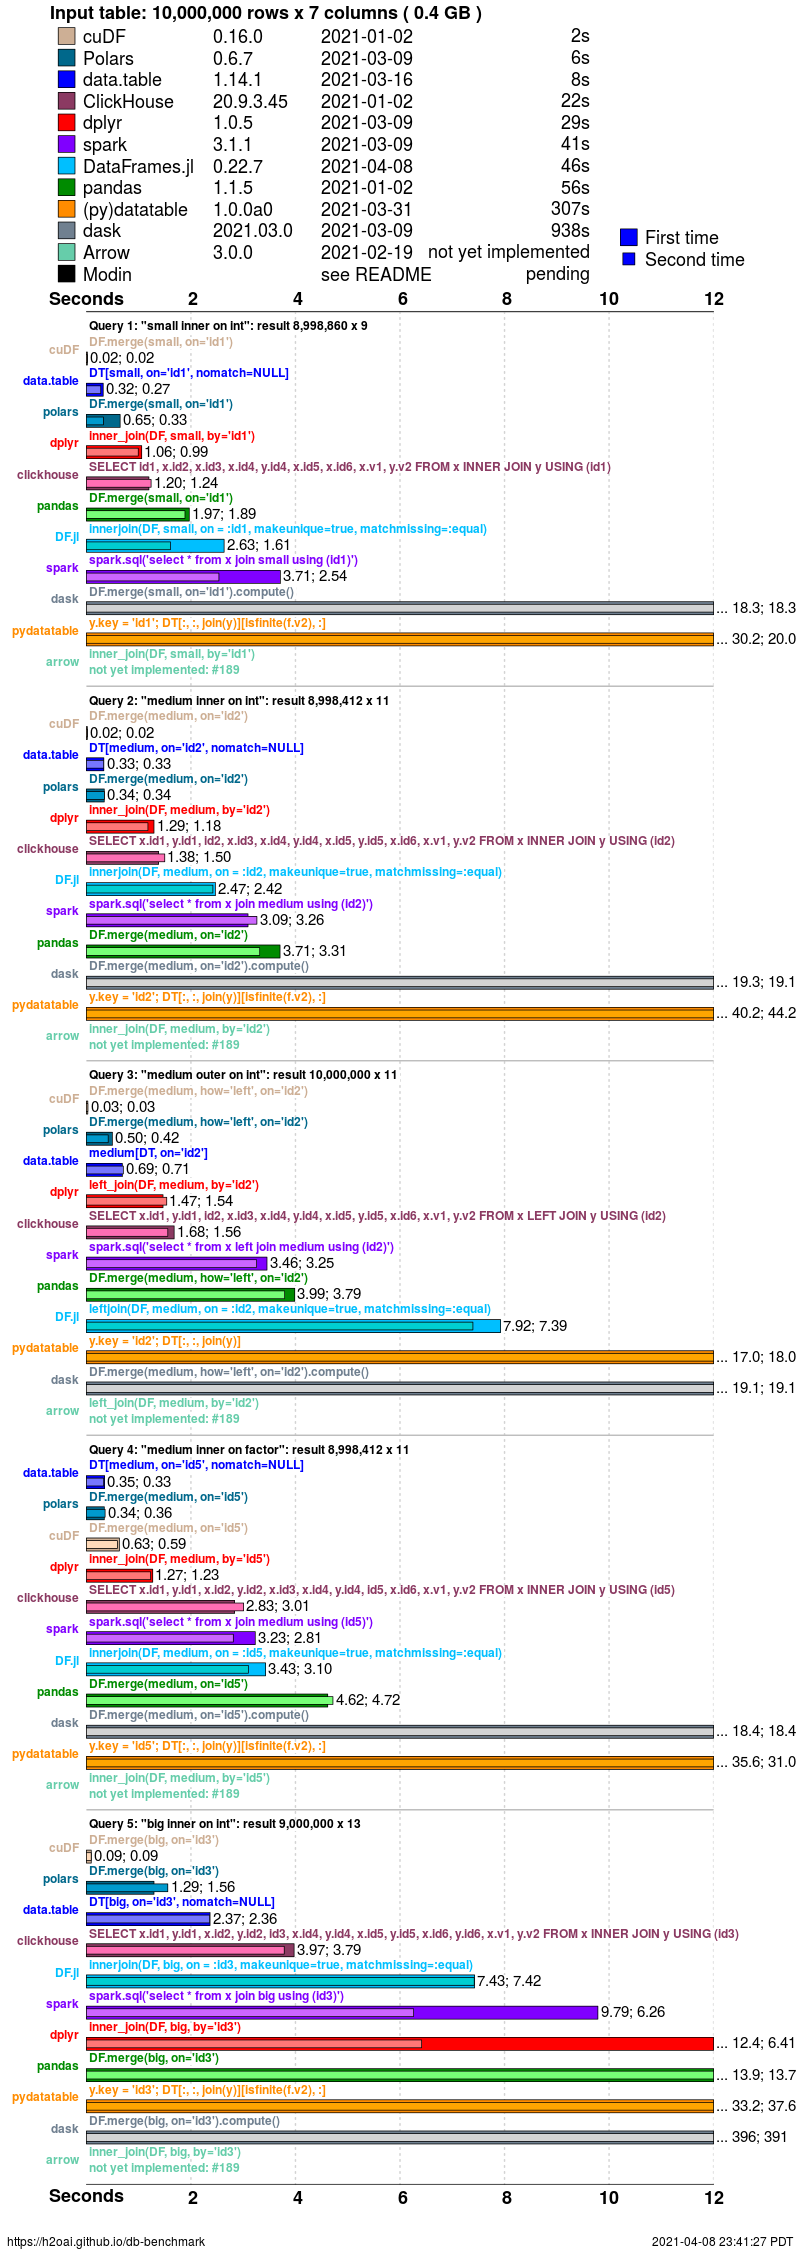 Input table: 10,000,000 rows x 7 columns ( 0.4 GB )
cuDF 0.16.0 2021-01-02 2s
Polars 0.6.7 2021-03-09 6s
data.table 1.14.1 2021-03-16 8s
ClickHouse 20.9.3.45 2021-01-02 22s
dplyr 1.0.5 2021-03-09 29s
spark 3.1.1 2021-03-09 41s
DataFrames.jl 0.22.7 2021-04-08 46s
pandas 1.1.5 2021-01-02 56s
(py)datatable 1.0.0a0 2021-03-31 307s
dask 2021.03.0 2021-03-09 938s
Arrow 3.0.0 2021-02-19 not yet implemented
Modin see README pending
First time
Second time
Seconds 2 4 6 8 10 12
Query 1: "small inner on int": result 8,998,860 x 9
DF.merge(small, on='id1')
cuDF 0.02; 0.02
DT[small, on='id1', nomatch=NULL]
data.table 0.32; 0.27
DF.merge(small, on='id1')
polars 0.65; 0.33
inner_join(DF, small, by='id1')
dplyr 1.06; 0.99
SELECT id1, x.id2, x.id3, x.id4, y.id4, x.id5, x.id6, x.v1, y.v2 FROM x INNER JOIN y USING (id1)
clickhouse 1.20; 1.24
DF.merge(small, on='id1')
pandas 1.97; 1.89
innerjoin(DF, small, on = :id1, makeunique=true, matchmissing=:equal)
DF.jl 2.63; 1.61
spark.sql('select * from x join small using (id1)')
spark 3.71; 2.54
DF.merge(small, on='id1').compute()
dask ... 18.3; 18.3
y.key = 'id1'; DT[:, :, join(y)][isfinite(f.v2), :]
pydatatable ... 30.2; 20.0
inner_join(DF, small, by='id1')
arrow not yet implemented: #189
Query 2: "medium inner on int": result 8,998,412 x 11
DF.merge(medium, on='id2')
cuDF 0.02; 0.02
DT[medium, on='id2', nomatch=NULL]
data.table 0.33; 0.33
DF.merge(medium, on='id2')
polars 0.34; 0.34
inner_join(DF, medium, by='id2')
dplyr 1.29; 1.18
SELECT x.id1, y.id1, id2, x.id3, x.id4, y.id4, x.id5, y.id5, x.id6, x.v1, y.v2 FROM x INNER JOIN y USING (id2)
clickhouse 1.38; 1.50
innerjoin(DF, medium, on = :id2, makeunique=true, matchmissing=:equal)
DF.jl 2.47; 2.42
spark.sql('select * from x join medium using (id2)')
spark 3.09; 3.26
DF.merge(medium, on='id2')
pandas 3.71; 3.31
DF.merge(medium, on='id2').compute()
dask ... 19.3; 19.1
y.key = 'id2'; DT[:, :, join(y)][isfinite(f.v2), :]
pydatatable ... 40.2; 44.2
inner_join(DF, medium, by='id2')
arrow not yet implemented: #189
Query 3: "medium outer on int": result 10,000,000 x 11
DF.merge(medium, how='left', on='id2')
cuDF 0.03; 0.03
DF.merge(medium, how='left', on='id2')
polars 0.50; 0.42
medium[DT, on='id2']
data.table 0.69; 0.71
left_join(DF, medium, by='id2')
dplyr 1.47; 1.54
SELECT x.id1, y.id1, id2, x.id3, x.id4, y.id4, x.id5, y.id5, x.id6, x.v1, y.v2 FROM x LEFT JOIN y USING (id2)
clickhouse 1.68; 1.56
spark.sql('select * from x left join medium using (id2)')
spark 3.46; 3.25
DF.merge(medium, how='left', on='id2')
pandas 3.99; 3.79
leftjoin(DF, medium, on = :id2, makeunique=true, matchmissing=:equal)
DF.jl 7.92; 7.39
y.key = 'id2'; DT[:, :, join(y)]
pydatatable ... 17.0; 18.0
DF.merge(medium, how='left', on='id2').compute()
dask ... 19.1; 19.1
left_join(DF, medium, by='id2')
arrow not yet implemented: #189
Query 4: "medium inner on factor": result 8,998,412 x 11
DT[medium, on='id5', nomatch=NULL]
data.table 0.35; 0.33
DF.merge(medium, on='id5')
polars 0.34; 0.36
DF.merge(medium, on='id5')
cuDF 0.63; 0.59
inner_join(DF, medium, by='id5')
dplyr 1.27; 1.23
SELECT x.id1, y.id1, x.id2, y.id2, x.id3, x.id4, y.id4, id5, x.id6, x.v1, y.v2 FROM x INNER JOIN y USING (id5)
clickhouse 2.83; 3.01
spark.sql('select * from x join medium using (id5)')
spark 3.23; 2.81
innerjoin(DF, medium, on = :id5, makeunique=true, matchmissing=:equal)
DF.jl 3.43; 3.10
DF.merge(medium, on='id5')
pandas 4.62; 4.72
DF.merge(medium, on='id5').compute()
dask ... 18.4; 18.4
y.key = 'id5'; DT[:, :, join(y)][isfinite(f.v2), :]
pydatatable ... 35.6; 31.0
inner_join(DF, medium, by='id5')
arrow not yet implemented: #189
Query 5: "big inner on int": result 9,000,000 x 13
DF.merge(big, on='id3')
cuDF 0.09; 0.09
DF.merge(big, on='id3')
polars 1.29; 1.56
DT[big, on='id3', nomatch=NULL]
data.table 2.37; 2.36
SELECT x.id1, y.id1, x.id2, y.id2, id3, x.id4, y.id4, x.id5, y.id5, x.id6, y.id6, x.v1, y.v2 FROM x INNER JOIN y USING (id3)
clickhouse 3.97; 3.79
innerjoin(DF, big, on = :id3, makeunique=true, matchmissing=:equal)
DF.jl 7.43; 7.42
spark.sql('select * from x join big using (id3)')
spark 9.79; 6.26
inner_join(DF, big, by='id3')
dplyr ... 12.4; 6.41
DF.merge(big, on='id3')
pandas ... 13.9; 13.7
y.key = 'id3'; DT[:, :, join(y)][isfinite(f.v2), :]
pydatatable ... 33.2; 37.6
DF.merge(big, on='id3').compute()
dask ... 396; 391
inner_join(DF, big, by='id3')
arrow not yet implemented: #189
Seconds 2 4 6 8 10 12
https://h2oai.github.io/db-benchmark 2021-04-08 23:41:27 PDT